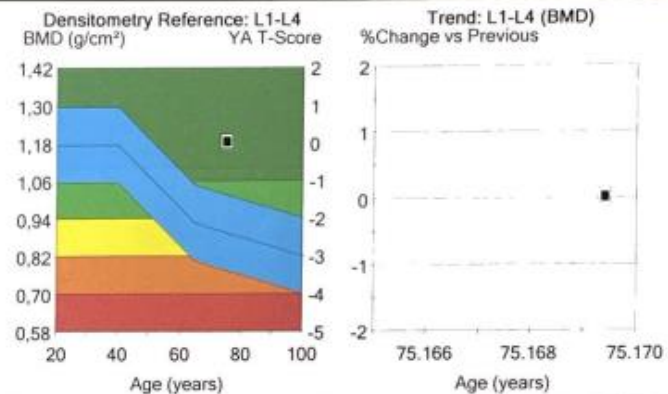 Densitometry Reference: L1-L4
BMD (g/cm²) YA T-Score
1,42 2
1,30 1
1,18 0
1,06 -1
0,94 -2
0,82 -3
0,70 -4
0,58 -5
20 40 60 80 100
Age (years)
Trend: L1-L4 (BMD)
%Change vs Previous
2
1
0
-1
-2
75.166 75.168 75.170
Age (years)